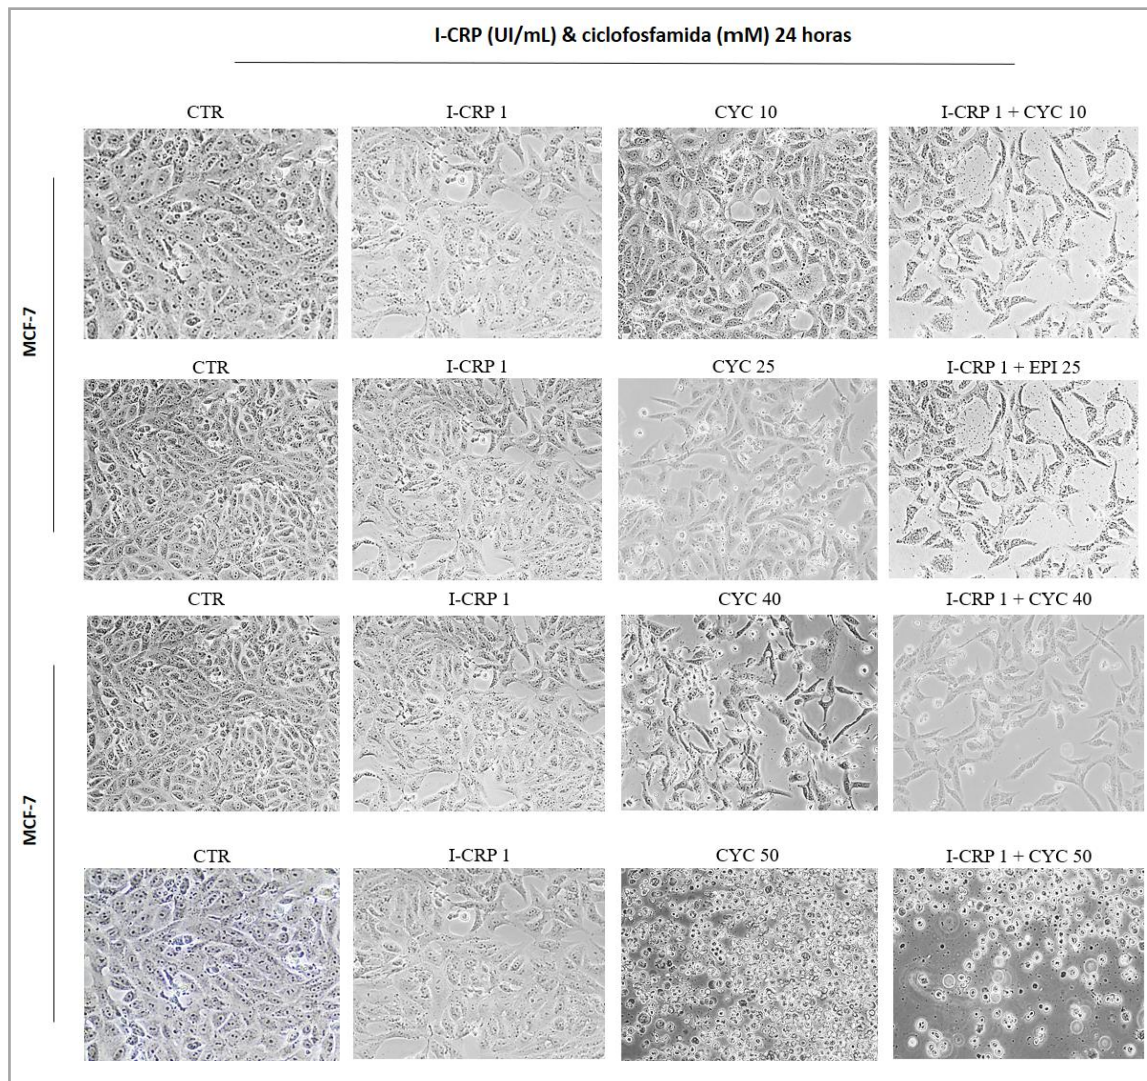 I-CRP (UI/mL) & ciclofosfamida (mM) 24 horas
CTR
I-CRP 1
CYC 10
I-CRP 1 + CYC 10
MCF-7
CTR
I-CRP 1
CYC 25
I-CRP 1 + EPI 25
CTR
I-CRP 1
CYC 40
I-CRP 1 + CYC 40
MCF-7
CTR
I-CRP 1
CYC 50
I-CRP 1 + CYC 50